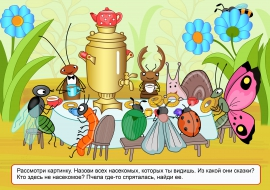 Рассмотри картинку. Назови всех насекомых, которых ты видишь. Из какой они сказки?
Кто здесь не насекомое? Пчела где-то спряталась, найди ее.